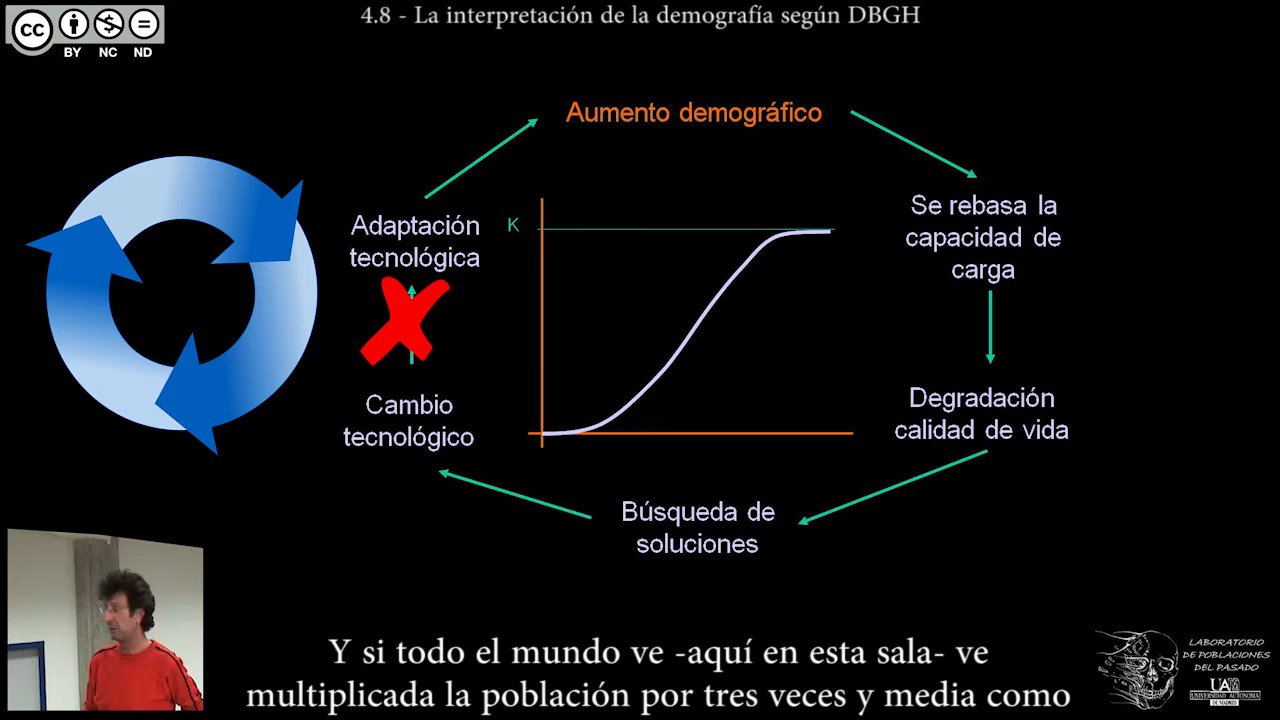 4.8 - La interpretación de la demografía según DBGH
cc
BY NC ND
Aumento demográfico
Se rebasa la
capacidad de
carga
Degradación
calidad de vida
Búsqueda de
soluciones
Cambio
tecnológico
Adaptación
tecnológica
K
Y si todo el mundo ve -aquí en esta sala- ve
multiplicada la población por tres veces y media como
LABORATORIO
DE POBLACIONES
DEL PASADO
UAM
UNIVERSIDAD AUTONOMA
DE MADRID